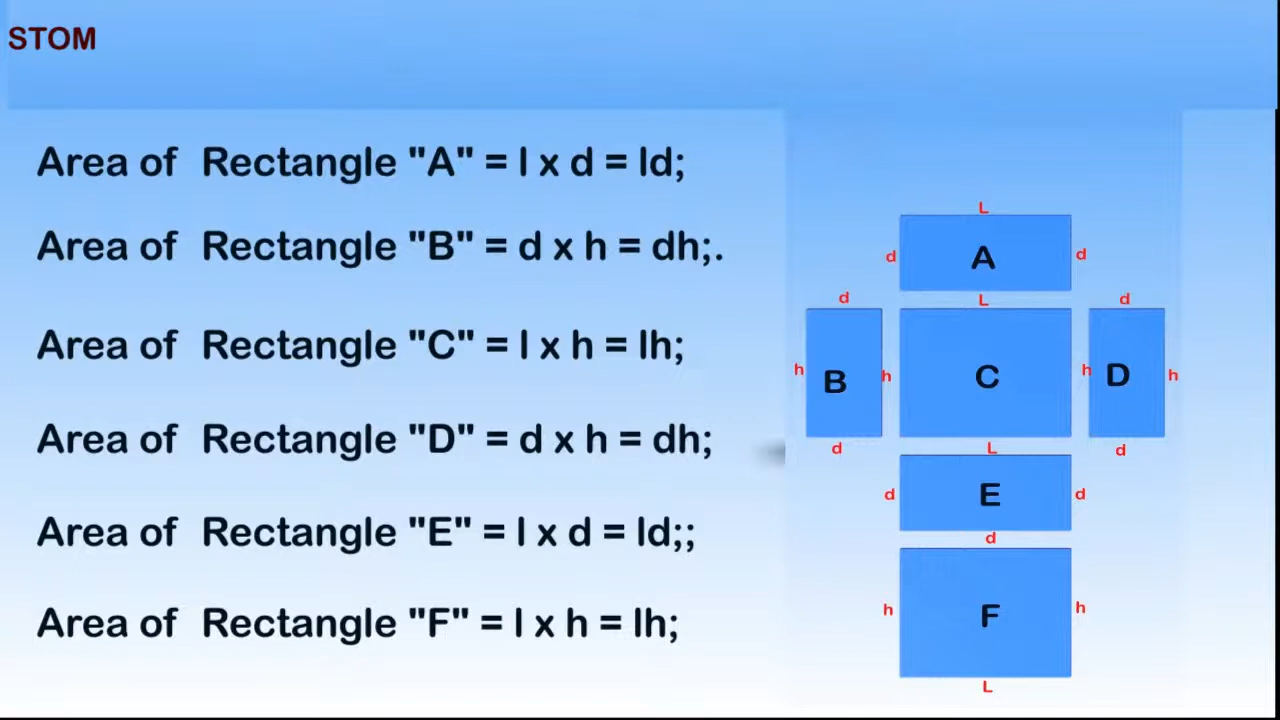 STOM
Area of Rectangle "A" = l x d = ld;
Area of Rectangle "B" = d x h = dh;.
Area of Rectangle "C" = l x h = lh;
Area of Rectangle "D" = d x h = dh;
Area of Rectangle "E" = l x d = ld;;
Area of Rectangle "F" = l x h = lh;
L
d A d
L
d d
h B h C h D h
d L d
d E d
d
h F h
L